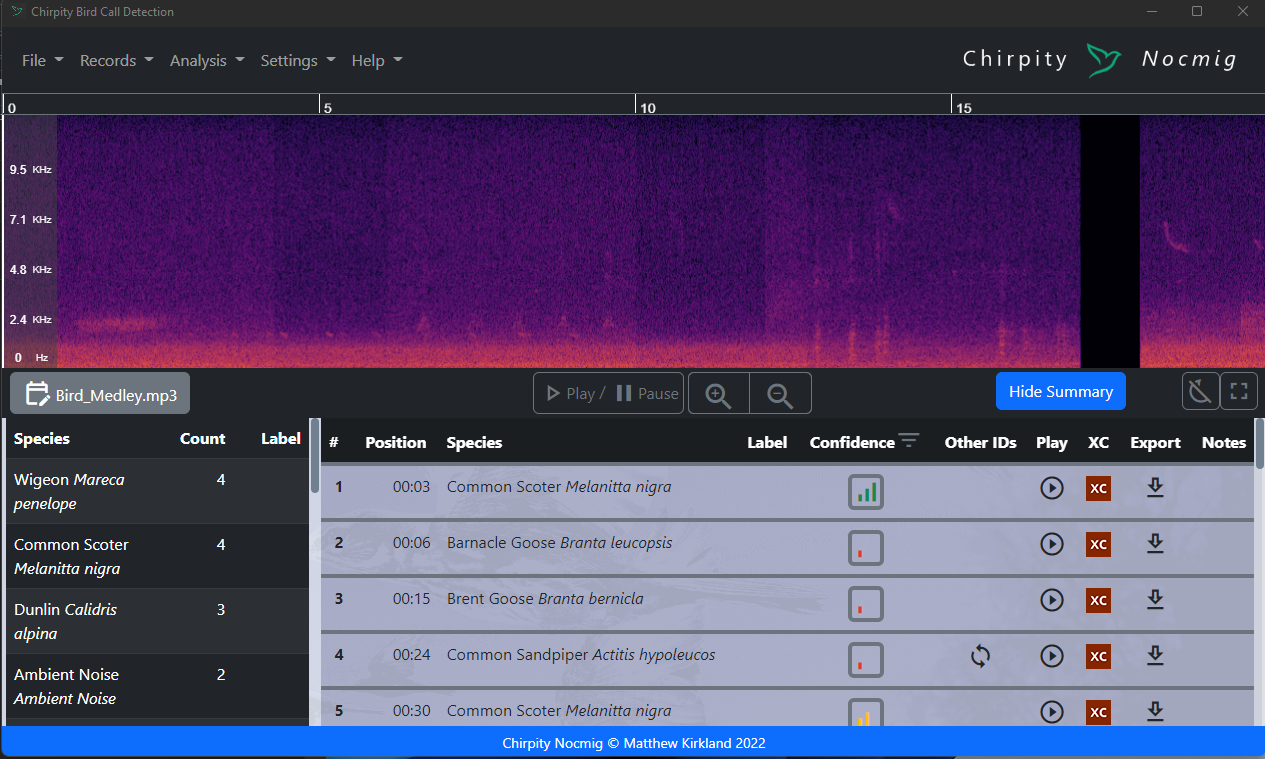 Chirpity Bird Call Detection
File Records Analysis Settings Help Chirpity Nocmig
0 5 10 15
9.5 KHz
7.1 KHz
4.8 KHz
2.4 KHz
0 Hz
Bird_Medley.mp3 Play / Pause Hide Summary
Species Count Label
Wigeon Mareca 4
penelope
Common Scoter 4
Melanitta nigra
Dunlin Calidris 3
alpina
Ambient Noise 2
Ambient Noise
# Position Species Label Confidence Other IDs Play XC Export Notes
1 00:03 Common Scoter Melanitta nigra XC
2 00:06 Barnacle Goose Branta leucopsis XC
3 00:15 Brent Goose Branta bernicla XC
4 00:24 Common Sandpiper Actitis hypoleucos XC
5 00:30 Common Scoter Melanitta nigra XC
Chirpity Nocmig © Matthew Kirkland 2022